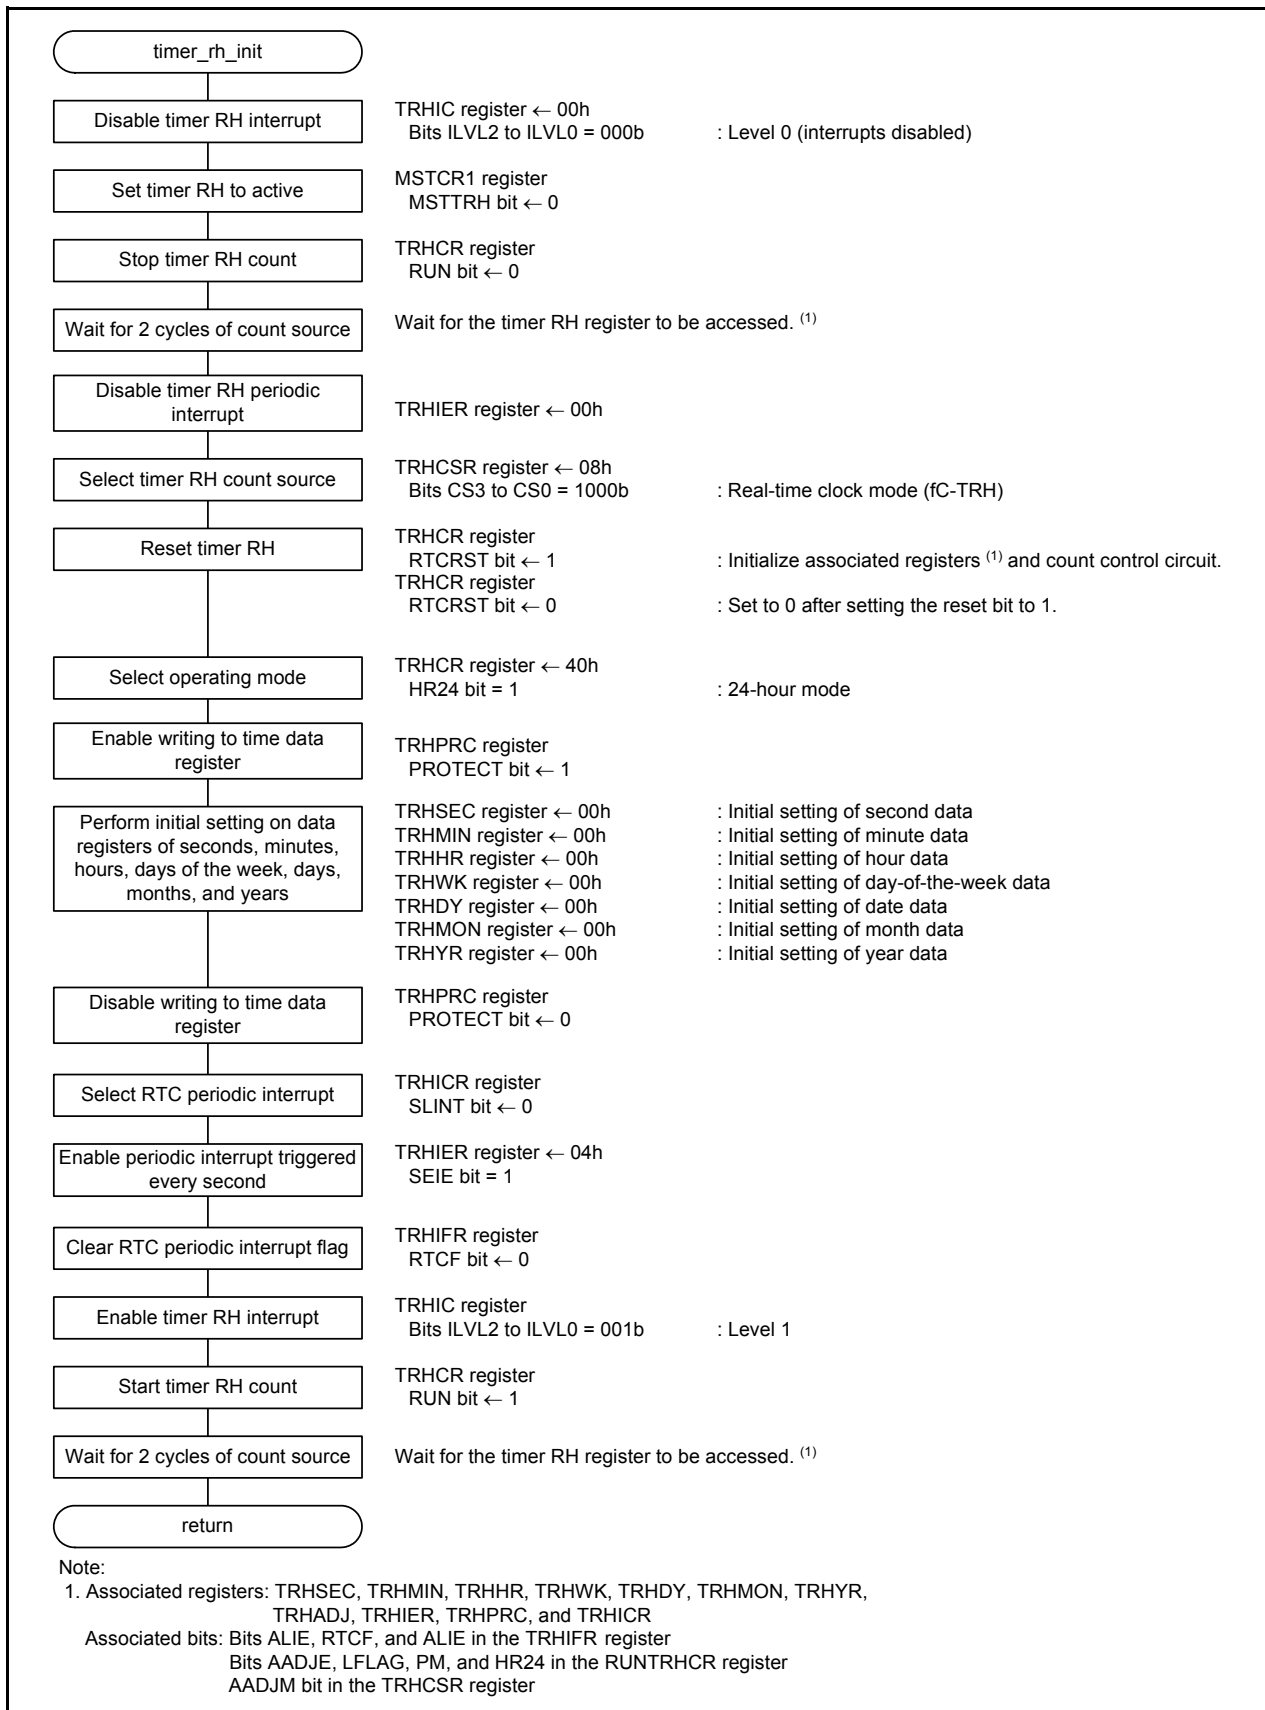 timer_rh_init
Disable timer RH interrupt
TRHIC register ← 00h
Bits ILVL2 to ILVL0 = 000b : Level 0 (interrupts disabled)
Set timer RH to active
MSTCR1 register
MSTTRH bit ← 0
Stop timer RH count
TRHCR register
RUN bit ← 0
Wait for 2 cycles of count source
Wait for the timer RH register to be accessed. (1)
Disable timer RH periodic
interrupt
TRHIER register ← 00h
Select timer RH count source
TRHCSR register ← 08h
Bits CS3 to CS0 = 1000b : Real-time clock mode (fC-TRH)
Reset timer RH
TRHCR register
RTCRST bit ← 1 : Initialize associated registers (1) and count control circuit.
TRHCR register
RTCRST bit ← 0 : Set to 0 after setting the reset bit to 1.
Select operating mode
TRHCR register ← 40h
HR24 bit = 1 : 24-hour mode
Enable writing to time data
register
TRHPRC register
PROTECT bit ← 1
Perform initial setting on data
registers of seconds, minutes,
hours, days of the week, days,
months, and years
TRHSEC register ← 00h : Initial setting of second data
TRHMIN register ← 00h : Initial setting of minute data
TRHHR register ← 00h : Initial setting of hour data
TRHWK register ← 00h : Initial setting of day-of-the-week data
TRHDY register ← 00h : Initial setting of date data
TRHMON register ← 00h : Initial setting of month data
TRHYR register ← 00h : Initial setting of year data
Disable writing to time data
register
TRHPRC register
PROTECT bit ← 0
Select RTC periodic interrupt
TRHICR register
SLINT bit ← 0
Enable periodic interrupt triggered
every second
TRHIER register ← 04h
SEIE bit = 1
Clear RTC periodic interrupt flag
TRHIFR register
RTCF bit ← 0
Enable timer RH interrupt
TRHIC register
Bits ILVL2 to ILVL0 = 001b : Level 1
Start timer RH count
TRHCR register
RUN bit ← 1
Wait for 2 cycles of count source
Wait for the timer RH register to be accessed. (1)
return
Note:
1. Associated registers: TRHSEC, TRHMIN, TRHHR, TRHWK, TRHDY, TRHMON, TRHYR,
TRHADJ, TRHIER, TRHPRC, and TRHICR
Associated bits: Bits ALIE, RTCF, and ALIE in the TRHIFR register
Bits AADJE, LFLAG, PM, and HR24 in the RUNTRHCR register
AADJM bit in the TRHCSR register